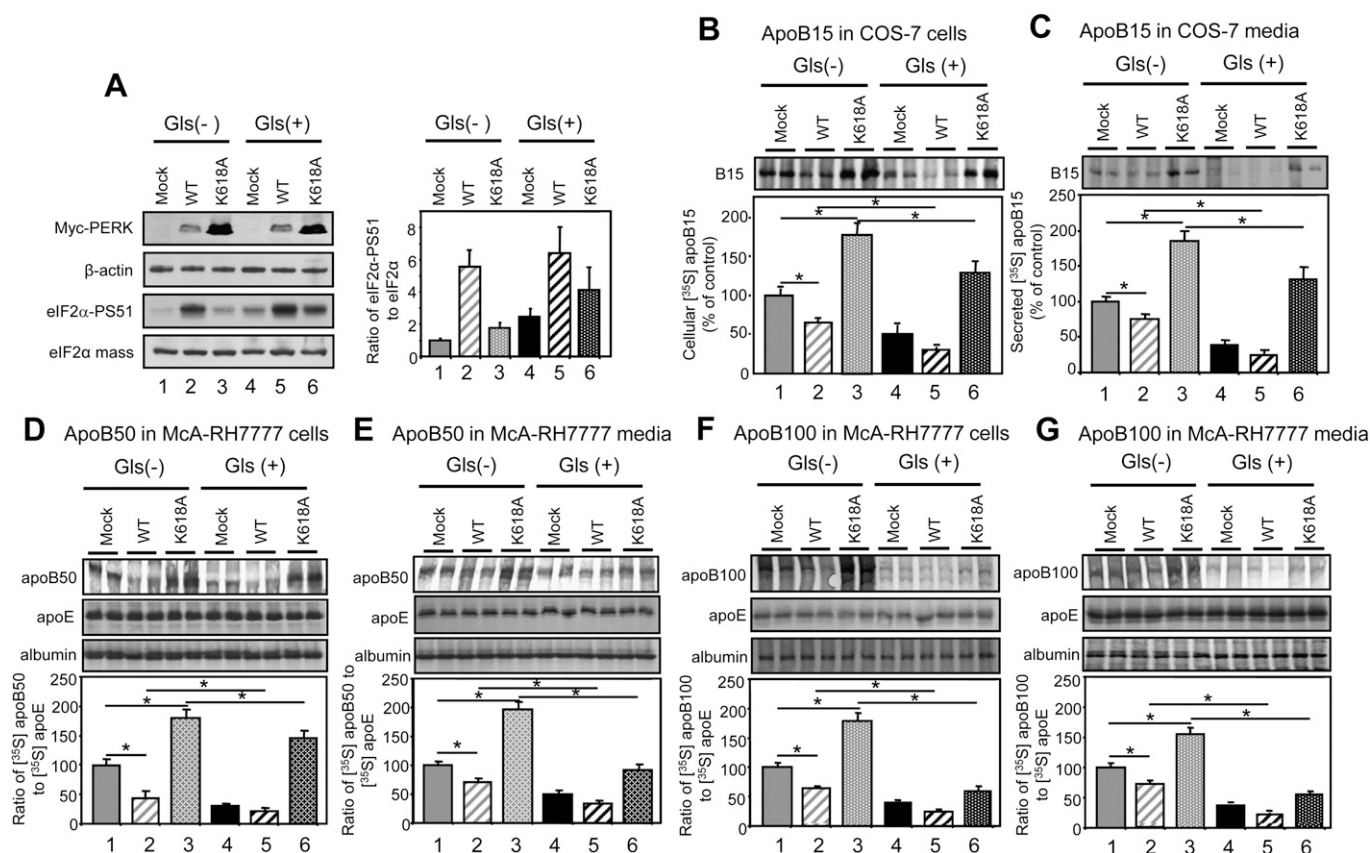 A
Gls(- ) Gls(+)
Mock WT K618A Mock WT K618A
Myc-PERK
β-actin
eIF2α-PS51
eIF2α mass
1 2 3 4 5 6
Gls(-) Gls(+)
Mock WT K618A Mock WT K618A
Ratio of eIF2α-PS51
to eIF2α
8
6
4
2
0
1 2 3 4 5 6
B ApoB15 in COS-7 cells
Gls(-) Gls (+)
Mock WT K618A Mock WT K618A
B15
Cellular [³⁵S] apoB15
(% of control)
200
150
100
50
0
* * * *
1 2 3 4 5 6
C ApoB15 in COS-7 media
Gls(-) Gls (+)
Mock WT K618A Mock WT K618A
B15
Secreted [³⁵S] apoB15
(% of control)
250
200
150
100
50
0
* * * *
1 2 3 4 5 6
D ApoB50 in McA-RH7777 cells
Gls(-) Gls (+)
Mock WT K618A Mock WT K618A
apoB50
apoE
albumin
Ratio of [³⁵S] apoB50
to [³⁵S] apoE
250
200
150
100
50
0
* * * *
1 2 3 4 5 6
E ApoB50 in McA-RH7777 media
Gls(-) Gls (+)
Mock WT K618A Mock WT K618A
apoB50
apoE
albumin
Ratio of [³⁵S] apoB50 to
[³⁵S] apoE
250
200
150
100
50
0
* * * *
1 2 3 4 5 6
F ApoB100 in McA-RH7777 cells
Gls(-) Gls (+)
Mock WT K618A Mock WT K618A
apoB100
apoE
albumin
Ratio of [³⁵S] apoB100
to [³⁵S] apoE
250
200
150
100
50
0
* * * *
1 2 3 4 5 6
G ApoB100 in McA-RH7777 media
Gls(-) Gls (+)
Mock WT K618A Mock WT K618A
apoB100
apoE
albumin
Ratio of [³⁵S] apoB100
to [³⁵S] apoE
250
200
150
100
50
0
* * * *
1 2 3 4 5 6